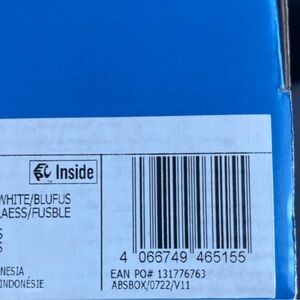 Inside
WHITE/BLUFUS
LAESS/FUSBLE
S
S
NESIA
INDONÉSIE
4 066749 465155
EAN PO# 131776763
ABSBOX/0722/V11